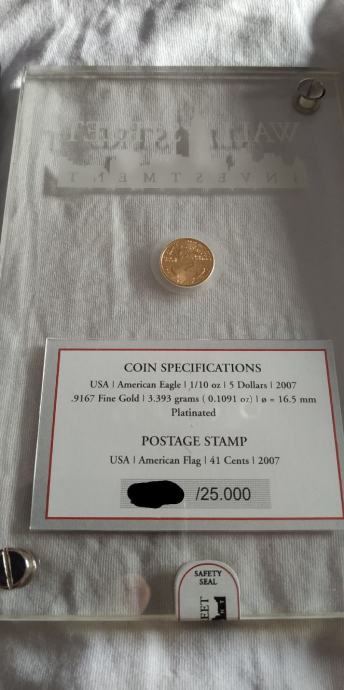 WALL STREET
INVESTMENT
COIN SPECIFICATIONS
USA | American Eagle | 1/10 oz | 5 Dollars | 2007
.9167 Fine Gold | 3.393 grams ( 0.1091 oz) | ø = 16.5 mm
Platinated
POSTAGE STAMP
USA | American Flag | 41 Cents | 2007
/25.000
SAFETY
SEAL
EET